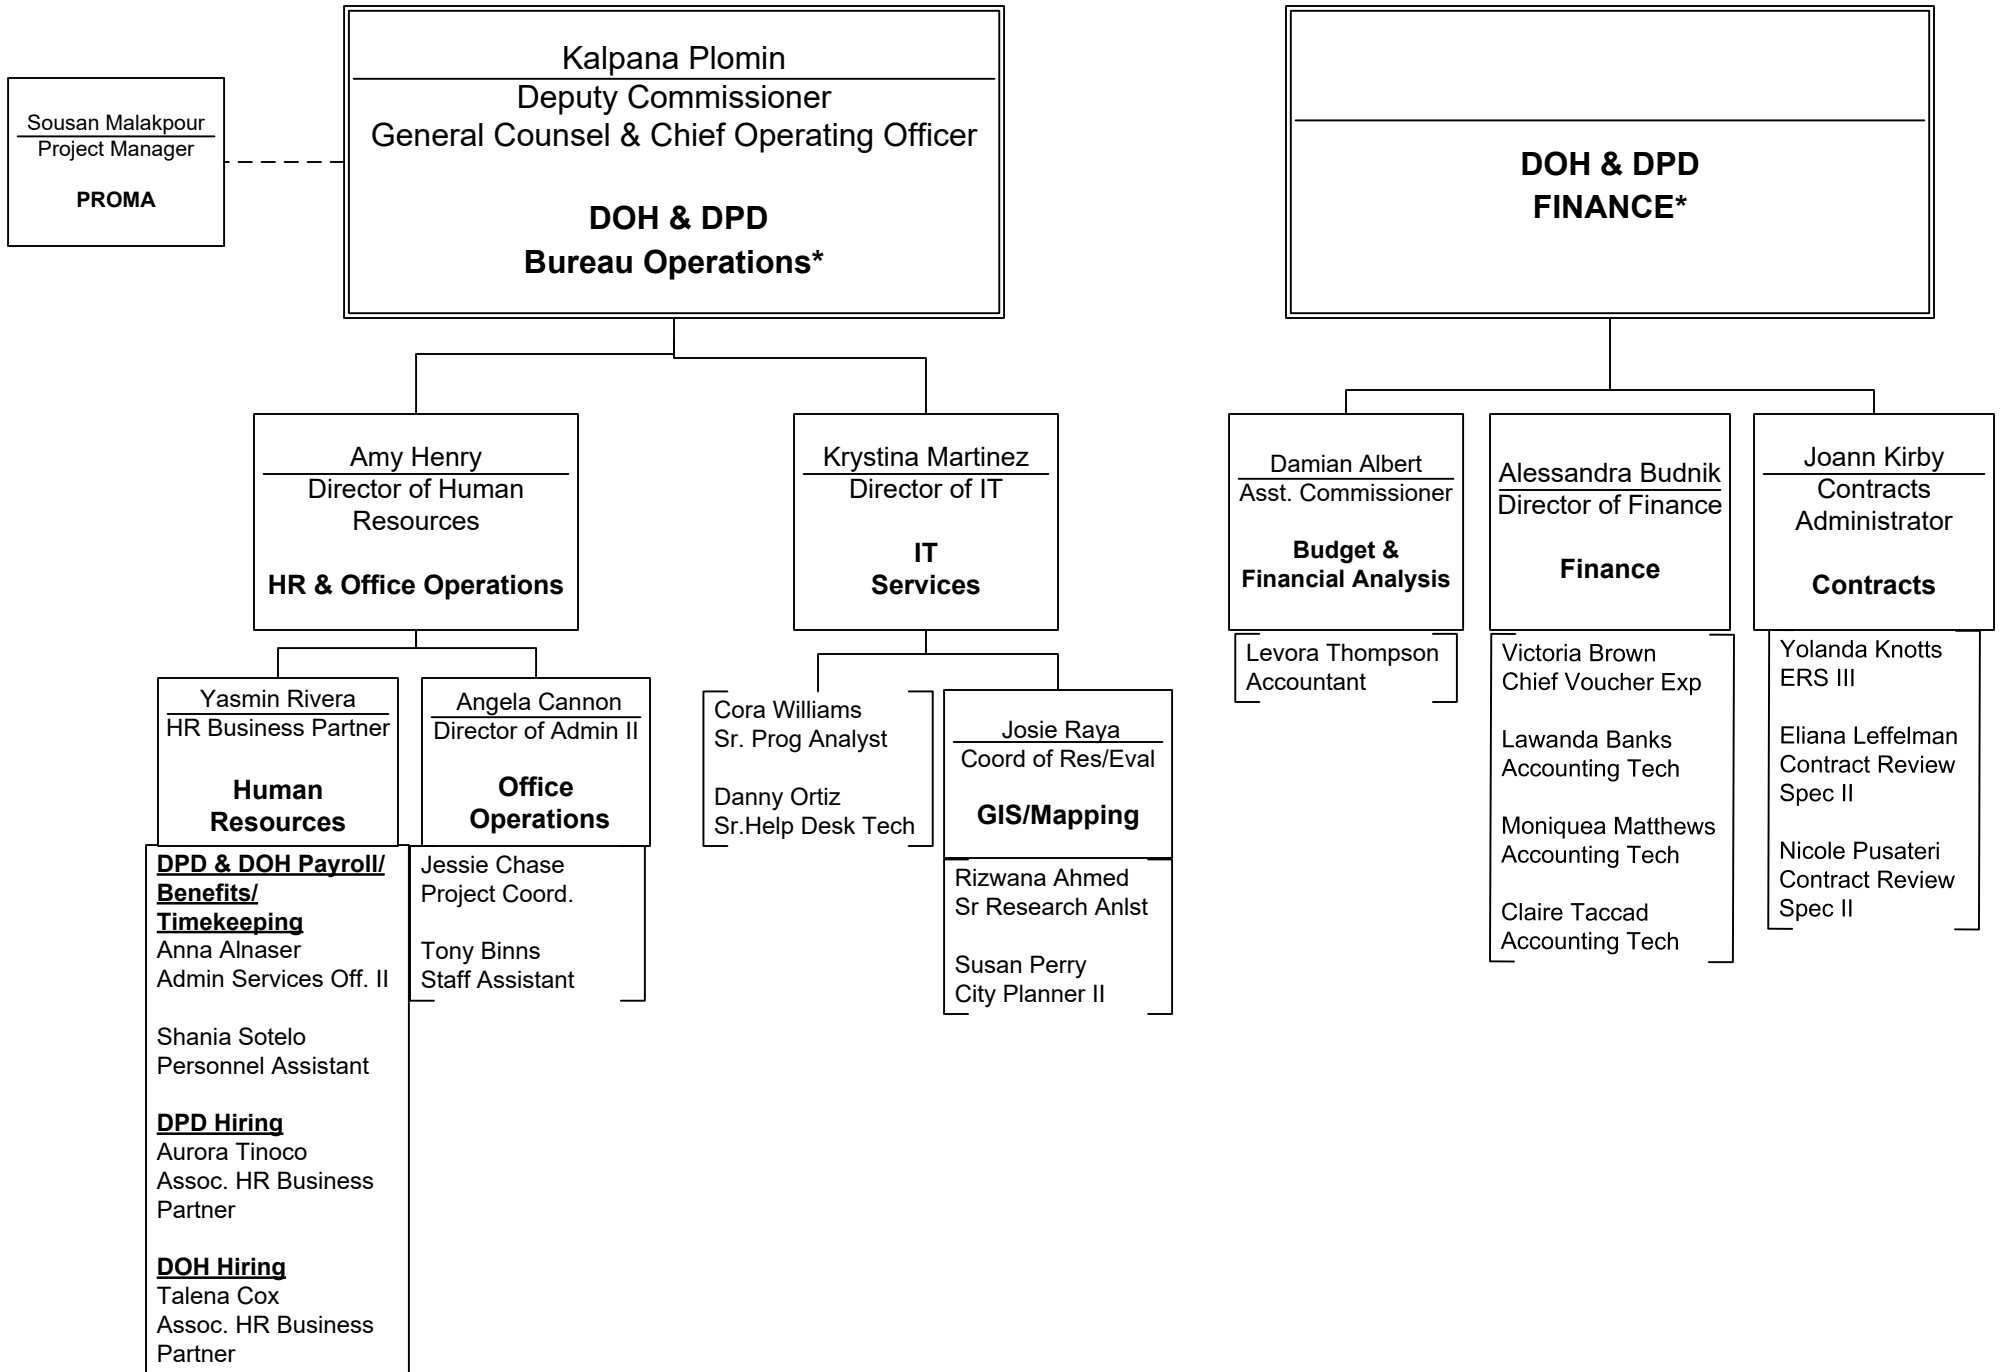 Kalpana Plomin
Deputy Commissioner
General Counsel & Chief Operating Officer
DOH & DPD
Bureau Operations*
Sousan Malakpour
Project Manager
PROMA
DOH & DPD
FINANCE*
Amy Henry
Director of Human
Resources
HR & Office Operations
Krystina Martinez
Director of IT
IT
Services
Damian Albert
Asst. Commissioner
Budget &
Financial Analysis
Alessandra Budnik
Director of Finance
Finance
Joann Kirby
Contracts
Administrator
Contracts
Yasmin Rivera
HR Business Partner
Human
Resources
DPD & DOH Payroll/
Benefits/
Timekeeping
Anna Alnaser
Admin Services Off. II
Shania Sotelo
Personnel Assistant
DPD Hiring
Aurora Tinoco
Assoc. HR Business
Partner
DOH Hiring
Talena Cox
Assoc. HR Business
Partner
Angela Cannon
Director of Admin II
Office
Operations
Jessie Chase
Project Coord.
Tony Binns
Staff Assistant
Cora Williams
Sr. Prog Analyst
Danny Ortiz
Sr.Help Desk Tech
Josie Raya
Coord of Res/Eval
GIS/Mapping
Rizwana Ahmed
Sr Research Anlst
Susan Perry
City Planner II
Levora Thompson
Accountant
Victoria Brown
Chief Voucher Exp
Lawanda Banks
Accounting Tech
Moniquea Matthews
Accounting Tech
Claire Taccad
Accounting Tech
Yolanda Knotts
ERS III
Eliana Leffelman
Contract Review
Spec II
Nicole Pusateri
Contract Review
Spec II